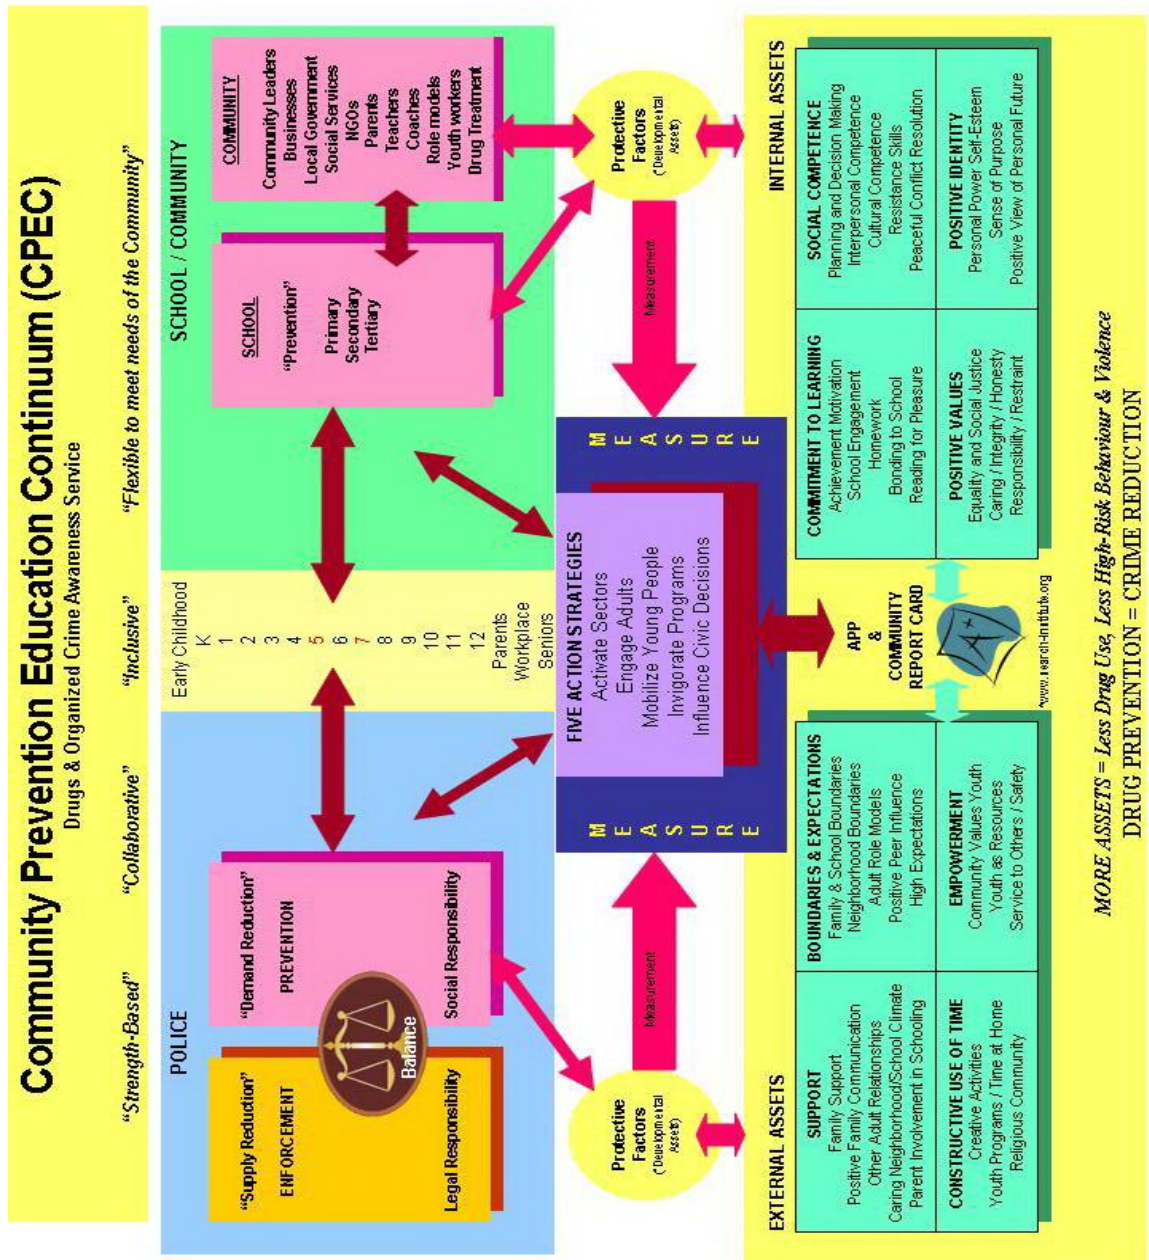 Community Prevention Education Continuum (CPEC)
Drugs & Organized Crime Awareness Service
“Strength-Based”
“Collaborative”
“Inclusive”
“Flexible to meet needs of the Community”
POLICE
“Supply Reduction”
ENFORCEMENT
Legal Responsibility
Balance
“Demand Reduction”
PREVENTION
Social Responsibility
Early Childhood
K
1
2
3
4
5
6
7
8
9
10
11
12
Parents
Workplace
Seniors
SCHOOL / COMMUNITY
SCHOOL
“Prevention”
Primary
Secondary
Tertiary
COMMUNITY
Community Leaders
Businesses
Local Government
Social Services
NGOs
Parents
Teachers
Coaches
Role models
Youth workers
Drug Treatment
Protective
Factors
(*Developmental
Assets)
Measurement
MEASURE
FIVE ACTION STRATEGIES
Activate Sectors
Engage Adults
Mobilize Young People
Invigorate Programs
Influence Civic Decisions
MEASURE
Measurement
Protective
Factors
(*Developmental
Assets)
EXTERNAL ASSETS
SUPPORT
Family Support
Positive Family Communication
Other Adult Relationships
Caring Neighborhood/School Climate
Parent Involvement in Schooling
BOUNDARIES & EXPECTATIONS
Family & School Boundaries
Neighborhood Boundaries
Adult Role Models
Positive Peer Influence
High Expectations
CONSTRUCTIVE USE OF TIME
Creative Activities
Youth Programs / Time at Home
Religious Community
EMPOWERMENT
Community Values Youth
Youth as Resources
Service to Others / Safety
APP
&
COMMUNITY
REPORT CARD
A+
*www.search-institute.org
INTERNAL ASSETS
COMMITMENT TO LEARNING
Achievement Motivation
School Engagement
Homework
Bonding to School
Reading for Pleasure
SOCIAL COMPETENCE
Planning and Decision Making
Interpersonal Competence
Cultural Competence
Resistance Skills
Peaceful Conflict Resolution
POSITIVE VALUES
Equality and Social Justice
Caring / Integrity / Honesty
Responsibility / Restraint
POSITIVE IDENTITY
Personal Power Self-Esteem
Sense of Purpose
Positive View of Personal Future
MORE ASSETS = Less Drug Use, Less High-Risk Behaviour & Violence
DRUG PREVENTION = CRIME REDUCTION